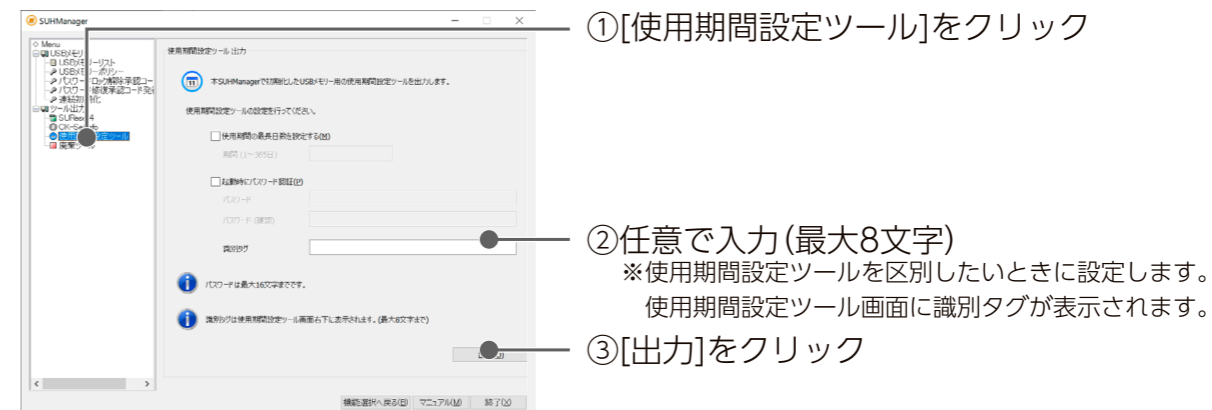 SUHManager
①[使用期間設定ツール]をクリック
Menu
USBメモリ
USBメモリーリスト
USBメモリーポリシー
パスワードロック解除承認コー
パスワード修復承認コード発行
連続初期化
ツール出力
使用期間設定ツール
使用期間設定ツール 出力
本SUHManagerで初期化したUSBメモリー用の使用期間設定ツールを出力します。
使用期間設定ツールの設定を行ってください。
使用期間の最長日数を設定する(M)
期間 (1～365日)
起動時にパスワード認証(P)
パスワード
パスワード (確認)
識別タグ
②任意で入力(最大8文字)
※使用期間設定ツールを区別したいときに設定します。
使用期間設定ツール画面に識別タグが表示されます。
パスワードは最大16文字までです。
識別タグは使用期間設定ツール画面右下に表示されます。(最大8文字まで)
③[出力]をクリック
機能選択へ戻る(B) マニュアル(M) 終了(X)